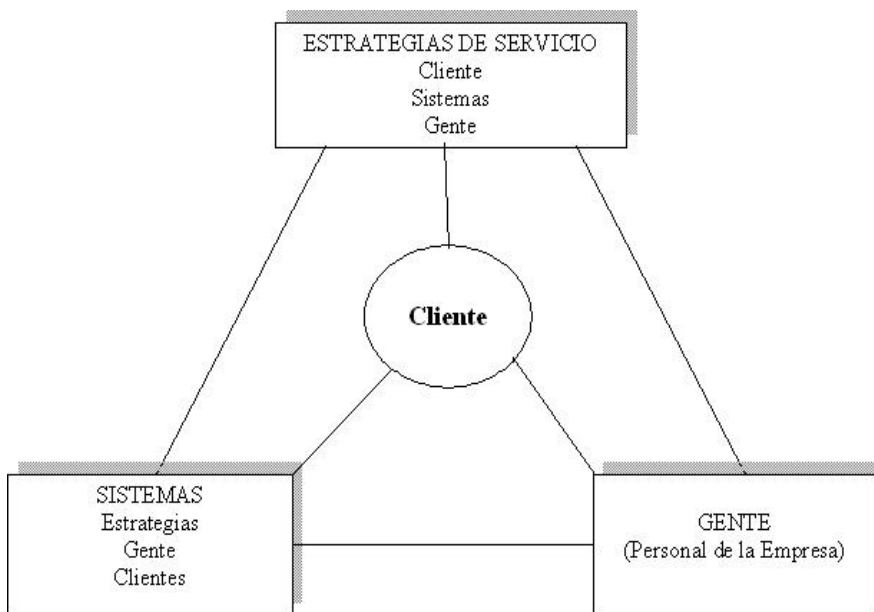 ESTRATEGIAS DE SERVICIO
Cliente
Sistemas
Gente
Cliente
SISTEMAS
Estrategias
Gente
Clientes
GENTE
(Personal de la Empresa)